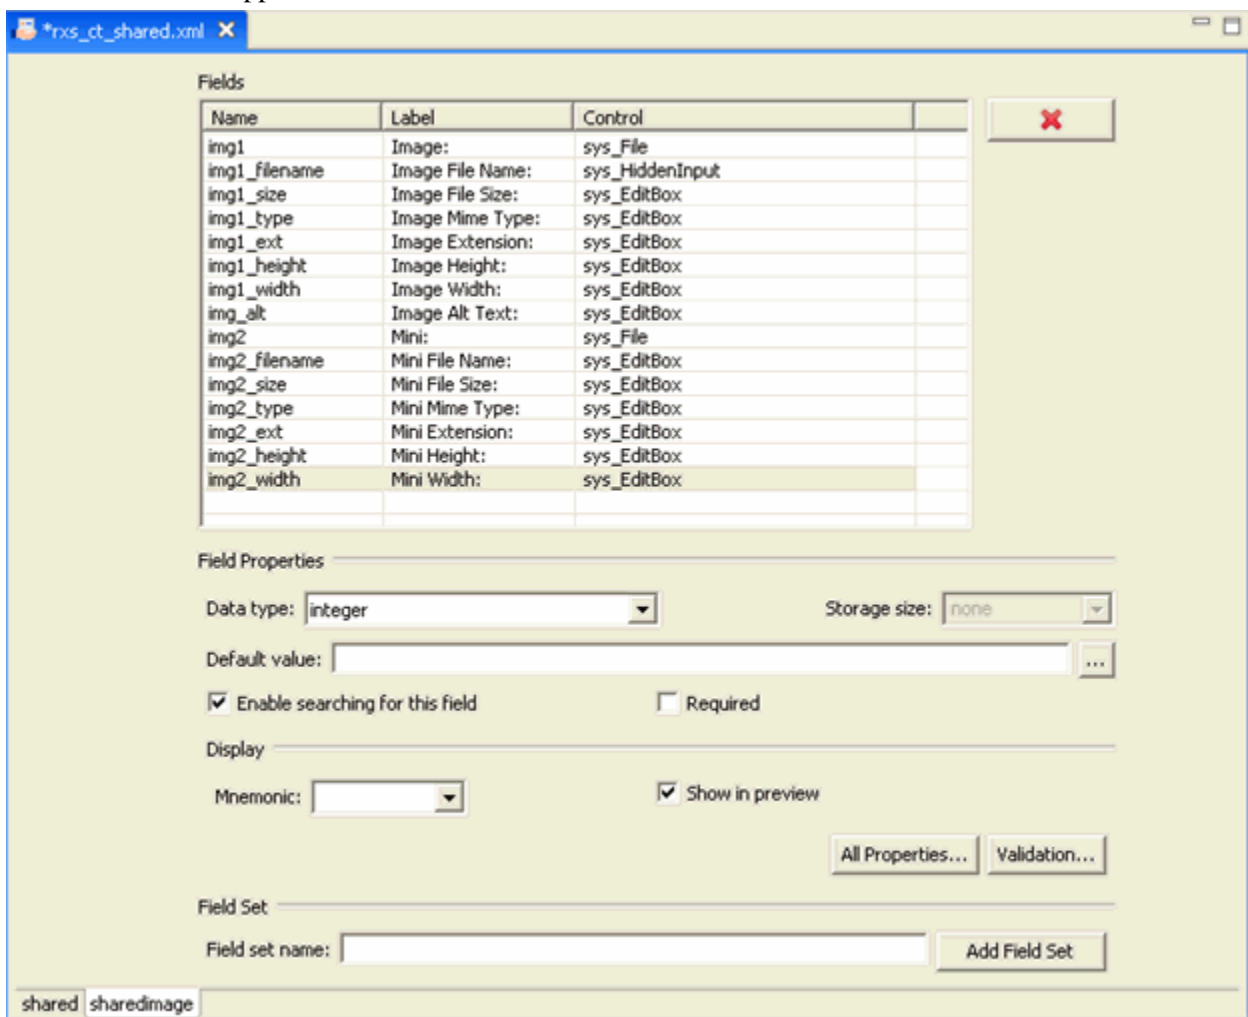 *rxs_ct_shared.xml
Fields
Name Label Control
img1 Image: sys_File
img1_filename Image File Name: sys_HiddenInput
img1_size Image File Size: sys_EditBox
img1_type Image Mime Type: sys_EditBox
img1_ext Image Extension: sys_EditBox
img1_height Image Height: sys_EditBox
img1_width Image Width: sys_EditBox
img_alt Image Alt Text: sys_EditBox
img2 Mini: sys_File
img2_filename Mini File Name: sys_EditBox
img2_size Mini File Size: sys_EditBox
img2_type Mini Mime Type: sys_EditBox
img2_ext Mini Extension: sys_EditBox
img2_height Mini Height: sys_EditBox
img2_width Mini Width: sys_EditBox
Field Properties
Data type: integer Storage size: none
Default value: ...
Enable searching for this field Required
Display
Mnemonic: Show in preview
All Properties... Validation...
Field Set
Field set name: Add Field Set
shared sharedimage